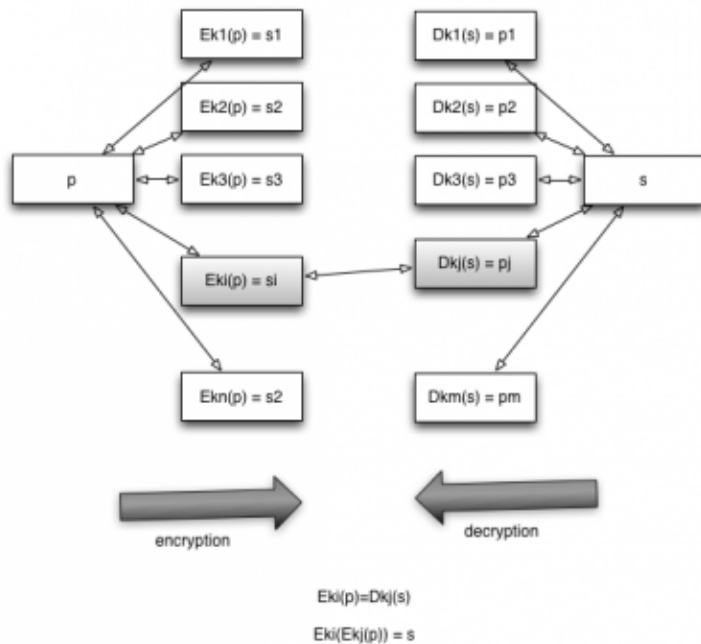 Ek1(p) = s1
Dk1(s) = p1
Ek2(p) = s2
Dk2(s) = p2
p
Ek3(p) = s3
Dk3(s) = p3
s
Eki(p) = si
Dkj(s) = pj
Ekn(p) = s2
Dkm(s) = pm
encryption
decryption
Eki(p)=Dkj(s)
Eki(Ekj(p)) = s